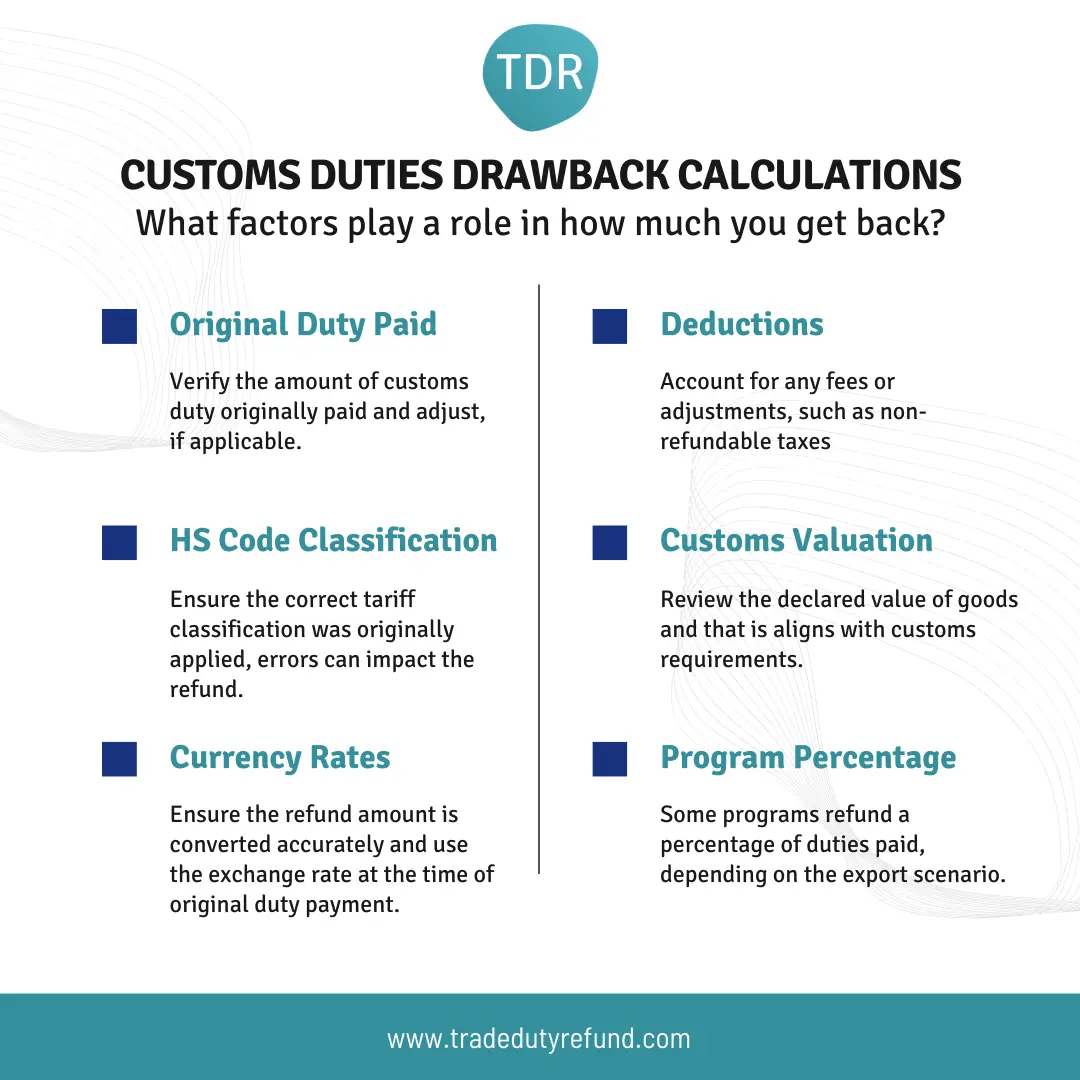 TDR
CUSTOMS DUTIES DRAWBACK CALCULATIONS
What factors play a role in how much you get back?
Original Duty Paid
Verify the amount of customs
duty originally paid and adjust,
if applicable.
HS Code Classification
Ensure the correct tariff
classification was originally
applied, errors can impact the
refund.
Currency Rates
Ensure the refund amount is
converted accurately and use
the exchange rate at the time of
original duty payment.
Deductions
Account for any fees or
adjustments, such as non-
refundable taxes
Customs Valuation
Review the declared value of goods
and that is aligns with customs
requirements.
Program Percentage
Some programs refund a
percentage of duties paid,
depending on the export scenario.
www.tradedutyrefund.com